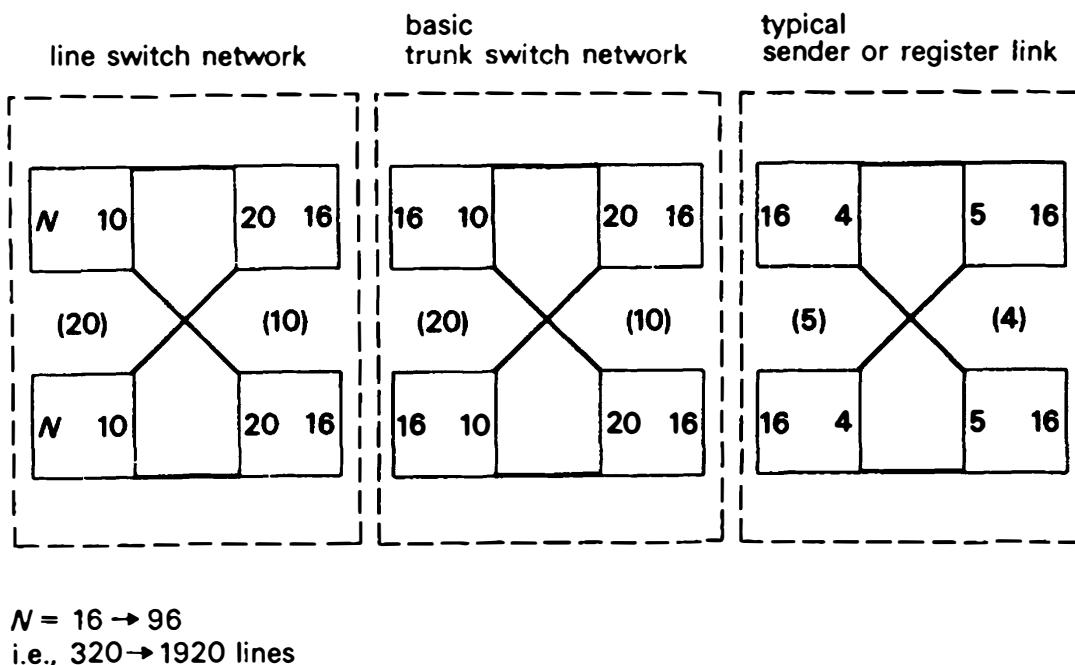 line switch network
basic
trunk switch network
typical
sender or register link
N 10 20 16
(20) (10)
N 10 20 16
16 10 20 16
(20) (10)
16 10 20 16
16 4 5 16
(5) (4)
16 4 5 16
N = 16 → 96
i.e., 320 → 1920 lines